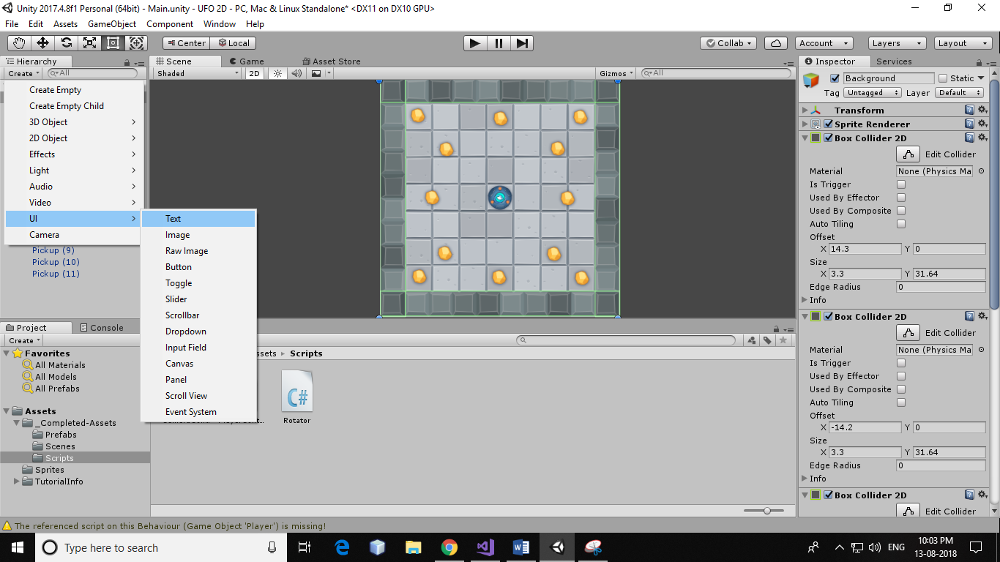 Unity 2017.4.8f1 Personal (64bit) - Main.unity - UFO 2D - PC, Mac & Linux Standalone* <DX11 on DX10 GPU>
File Edit Assets GameObject Component Window Help
Center Local Collab Account Layers Layout
Hierarchy
Create All
Create Empty
Create Empty Child
3D Object
2D Object
Effects
Light
Audio
Video
UI
Camera
Text
Image
Raw Image
Button
Toggle
Slider
Scrollbar
Dropdown
Input Field
Canvas
Panel
Scroll View
Event System
Pickup (9)
Pickup (10)
Pickup (11)
Scene Game Asset Store
Shaded 2D Gizmos All
Inspector Services
Background Static
Tag Untagged Layer Default
Transform
Sprite Renderer
Box Collider 2D
Edit Collider
Material None (Physics Ma
Is Trigger
Used By Effector
Used By Composite
Auto Tiling
Offset
X 14.3 Y 0
Size
X 3.3 Y 31.64
Edge Radius 0
Info
Box Collider 2D
Edit Collider
Material None (Physics Ma
Is Trigger
Used By Effector
Used By Composite
Auto Tiling
Offset
X -14.2 Y 0
Size
X 3.3 Y 31.64
Edge Radius 0
Info
Box Collider 2D
Edit Collider
Project Console
Create
Favorites
All Materials
All Models
All Prefabs
Assets
_Completed-Assets
Prefabs
Scenes
Scripts
Sprites
TutorialInfo
ssets Scripts
C#
Rotator
The referenced script on this Behaviour (Game Object 'Player') is missing!
Type here to search
ENG
10:03 PM
13-08-2018